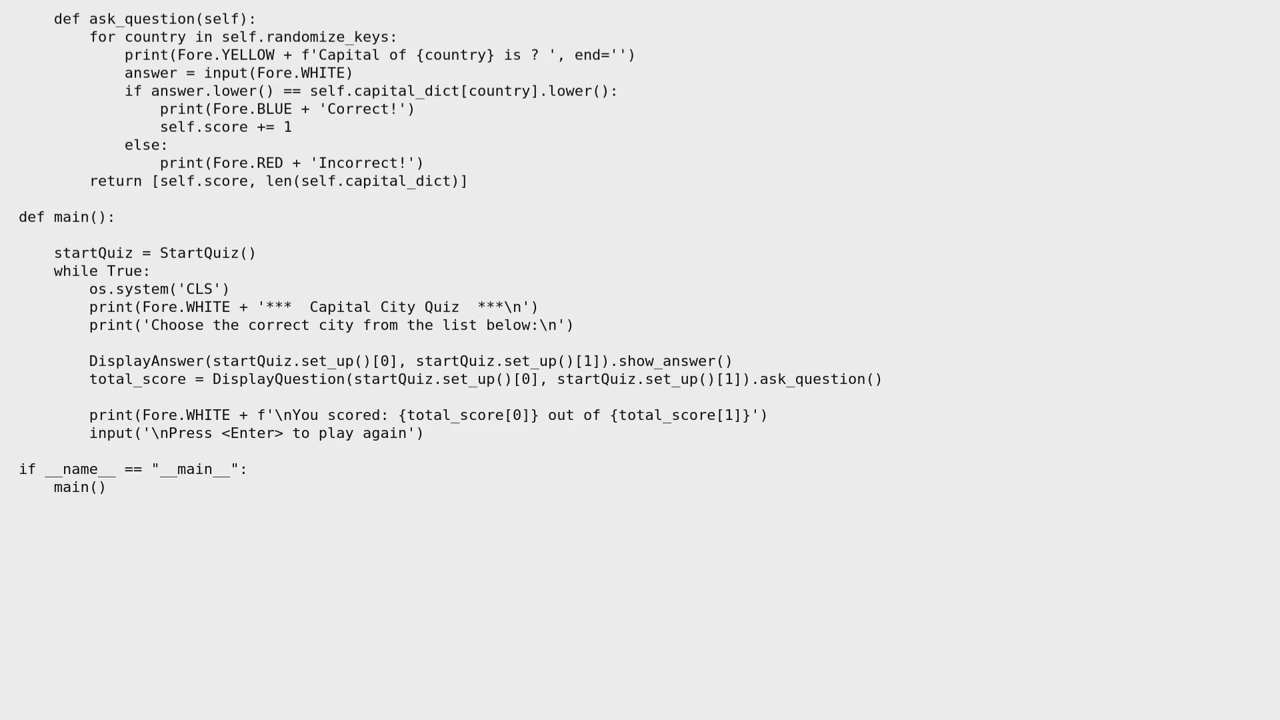 def ask_question(self):
        for country in self.randomize_keys:
            print(Fore.YELLOW + f'Capital of {country} is ? ', end='')
            answer = input(Fore.WHITE)
            if answer.lower() == self.capital_dict[country].lower():
                print(Fore.BLUE + 'Correct!')
                self.score += 1
            else:
                print(Fore.RED + 'Incorrect!')
        return [self.score, len(self.capital_dict)]

def main():

    startQuiz = StartQuiz()
    while True:
        os.system('CLS')
        print(Fore.WHITE + '***  Capital City Quiz  ***\n')
        print('Choose the correct city from the list below:\n')

        DisplayAnswer(startQuiz.set_up()[0], startQuiz.set_up()[1]).show_answer()
        total_score = DisplayQuestion(startQuiz.set_up()[0], startQuiz.set_up()[1]).ask_question()

        print(Fore.WHITE + f'\nYou scored: {total_score[0]} out of {total_score[1]}')
        input('\nPress <Enter> to play again')

if __name__ == "__main__":
    main()